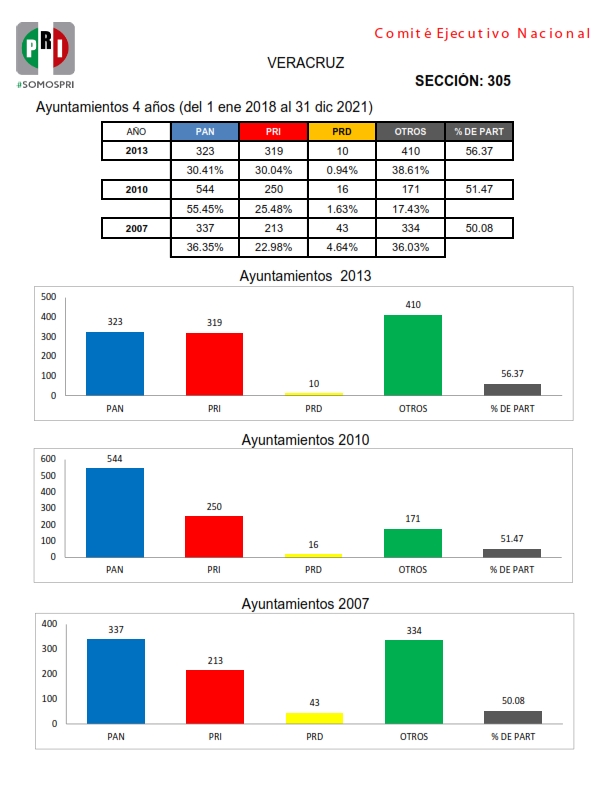 Comité Ejecutivo Nacional
PRI
#SOMOSPRI
VERACRUZ
SECCIÓN: 305
Ayuntamientos 4 años (del 1 ene 2018 al 31 dic 2021)
AÑO PAN PRI PRD OTROS % DE PART
2013 323 319 10 410 56.37
30.41% 30.04% 0.94% 38.61%
2010 544 250 16 171 51.47
55.45% 25.48% 1.63% 17.43%
2007 337 213 43 334 50.08
36.35% 22.98% 4.64% 36.03%
Ayuntamientos 2013
500
400
300
200
100
0
323 319 10 410 56.37
PAN PRI PRD OTROS % DE PART
Ayuntamientos 2010
600
500
400
300
200
100
0
544 250 16 171 51.47
PAN PRI PRD OTROS % DE PART
Ayuntamientos 2007
400
300
200
100
0
337 213 43 334 50.08
PAN PRI PRD OTROS % DE PART